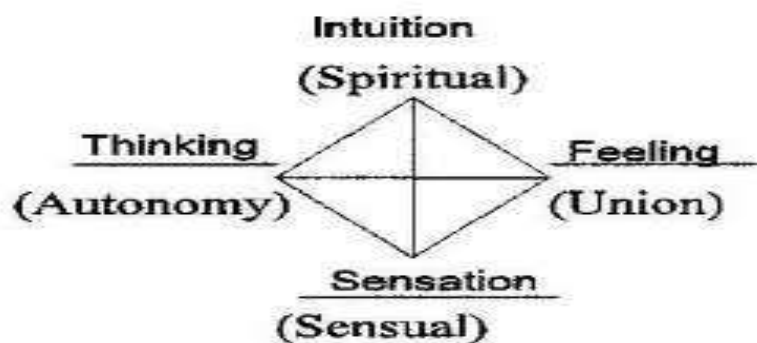 Intuition
(Spiritual)
Thinking
Feeling
(Autonomy)
(Union)
Sensation
(Sensual)